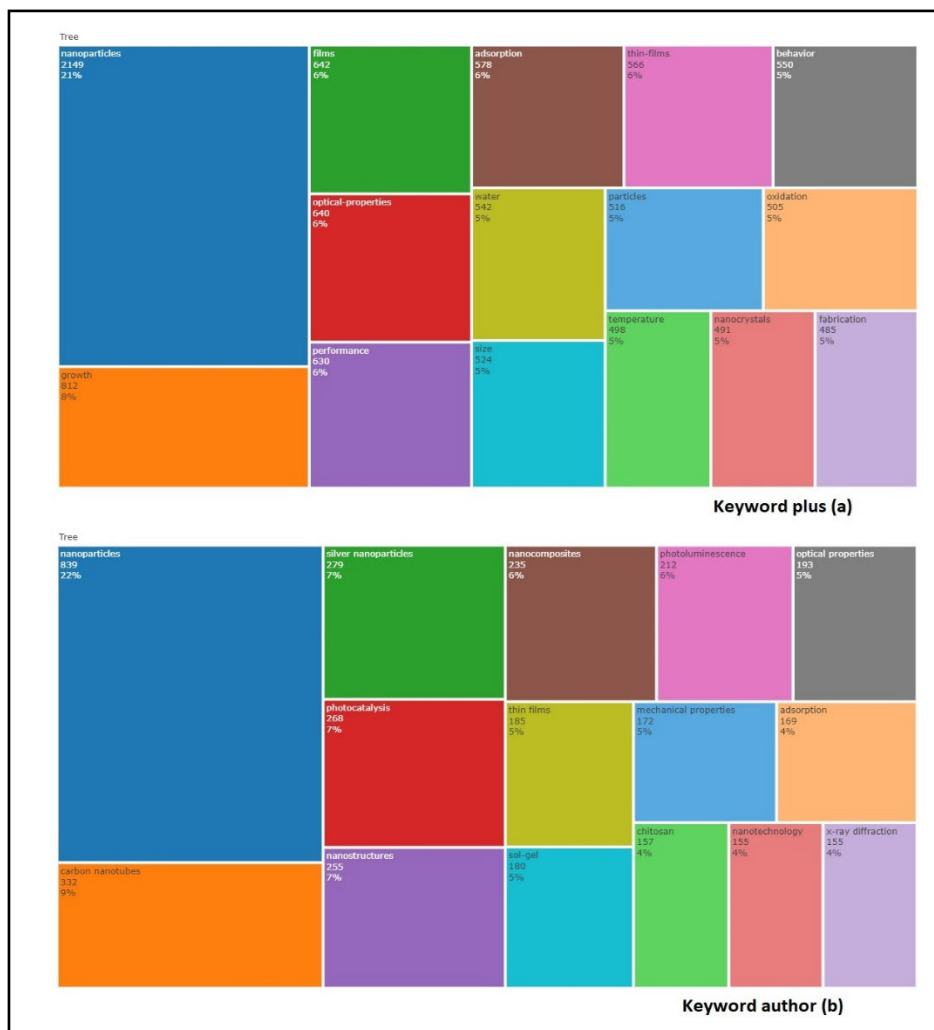 Tree
nanoparticles
2149
21%
growth
812
8%
films
642
6%
optical-properties
640
6%
performance
630
6%
adsorption
578
6%
thin-films
566
6%
behavior
550
5%
water
542
5%
size
524
5%
particles
516
5%
oxidation
505
5%
temperature
498
5%
nanocrystals
491
5%
fabrication
485
5%
Keyword plus (a)
Tree
nanoparticles
839
22%
carbon nanotubes
332
9%
silver nanoparticles
279
7%
photocatalysis
268
7%
nanostructures
255
7%
nanocomposites
235
6%
photoluminescence
212
6%
optical properties
193
5%
thin films
185
5%
sol-gel
180
5%
mechanical properties
172
5%
adsorption
169
4%
chitosan
157
4%
nanotechnology
155
4%
x-ray diffraction
155
4%
Keyword author (b)